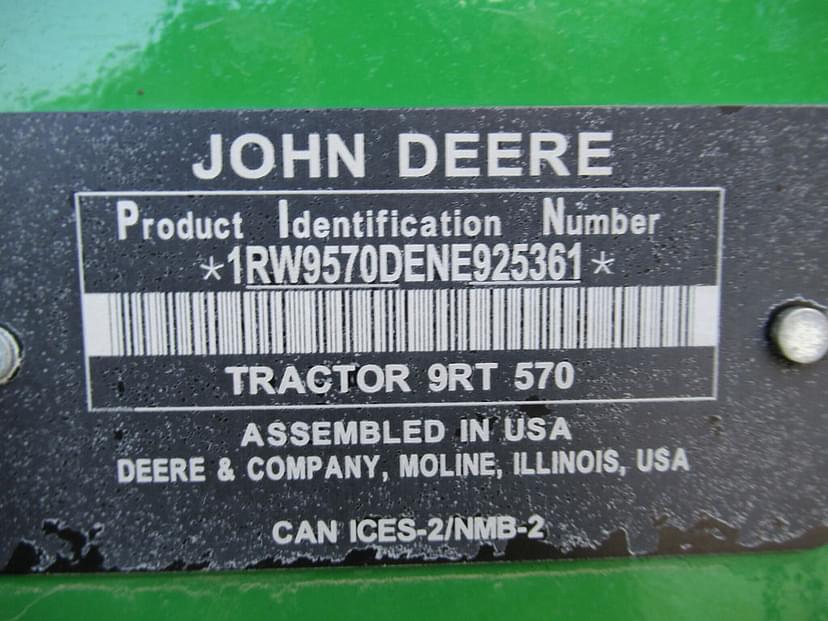 JOHN DEERE
Product Identification Number
*1RW9570DENE925361*
TRACTOR 9RT 570
ASSEMBLED IN USA
DEERE & COMPANY, MOLINE, ILLINOIS, USA
CAN ICES-2/NMB-2